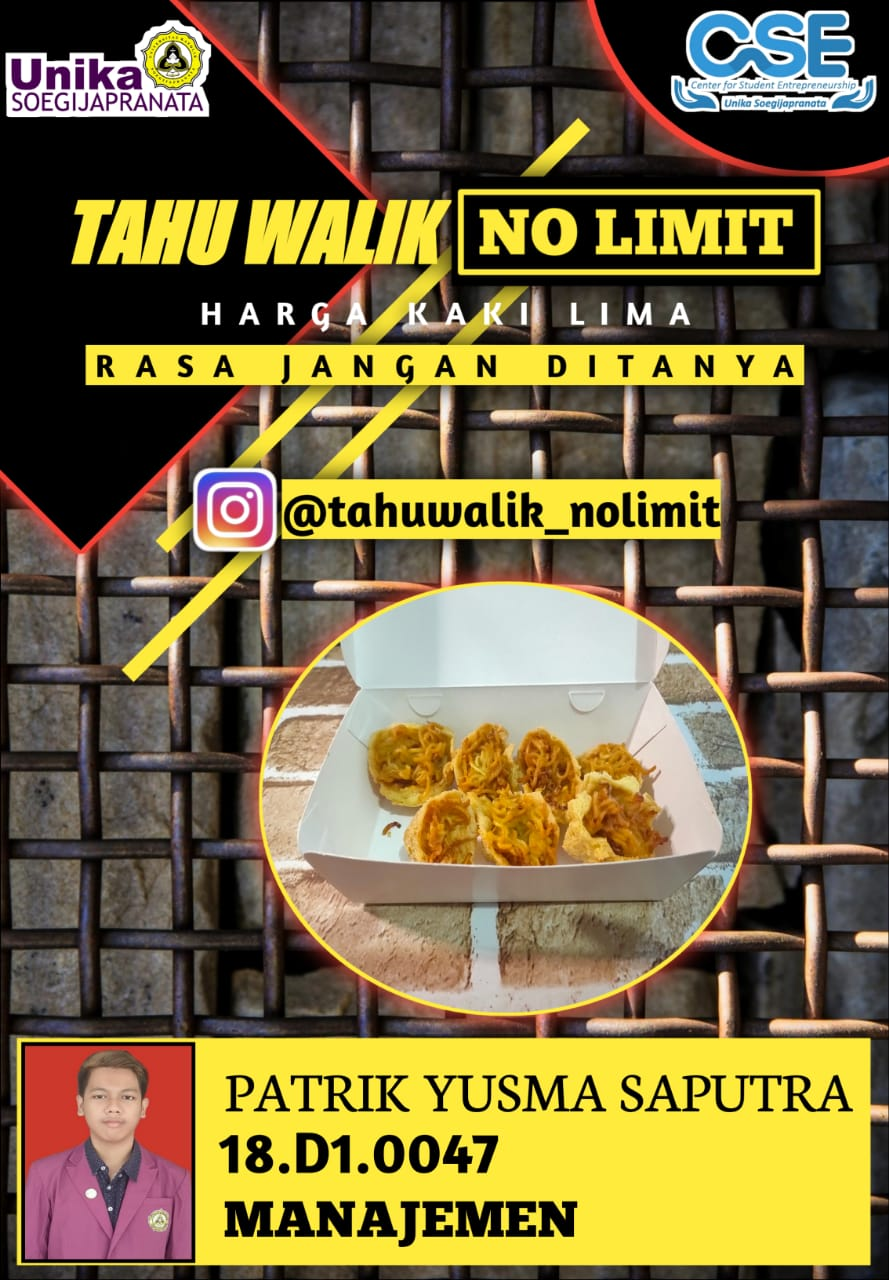 Unika
SOEGIJAPRANATA
CSE
Center for Student Entrepreneurship
Unika Soegijapranata
TAHU WALIK NO LIMIT
HARGA KAKI LIMA
RASA JANGAN DITANYA
@tahuwalik_nolimit
PATRIK YUSMA SAPUTRA
18.D1.0047
MANAJEMEN